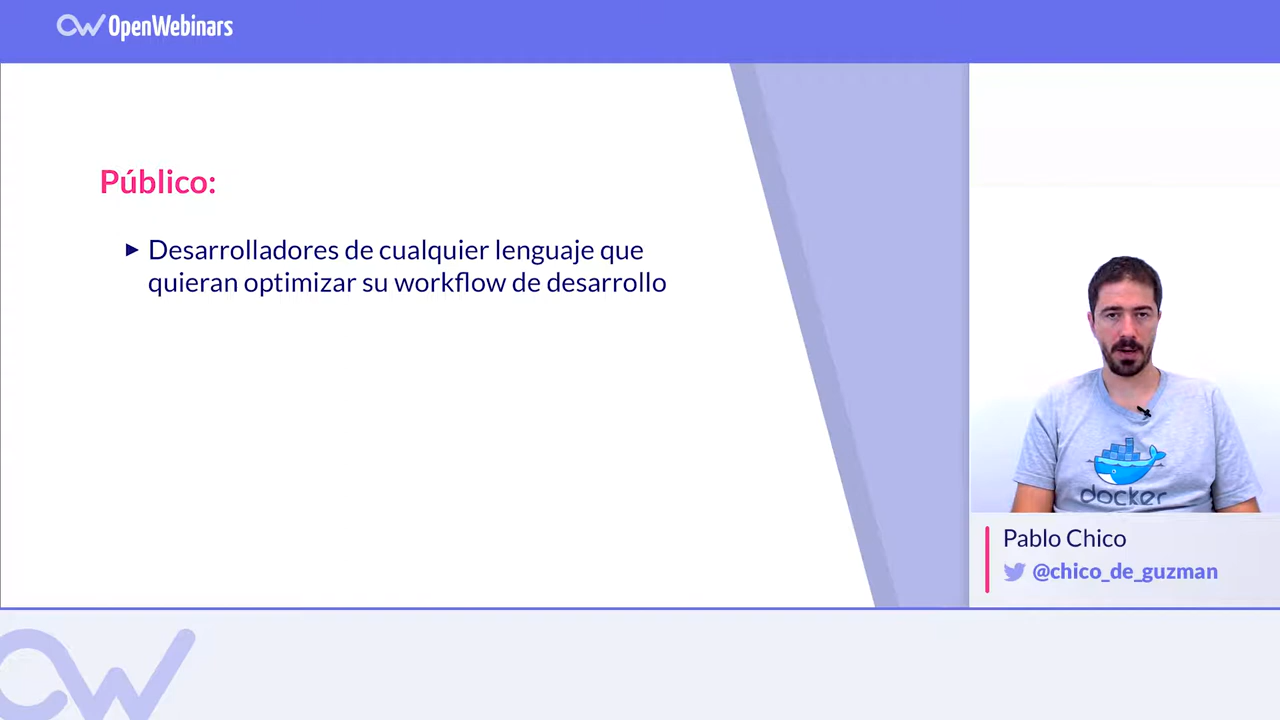 OpenWebinars
Público:
Desarrolladores de cualquier lenguaje que
quieran optimizar su workflow de desarrollo
docker
Pablo Chico
@chico_de_guzman